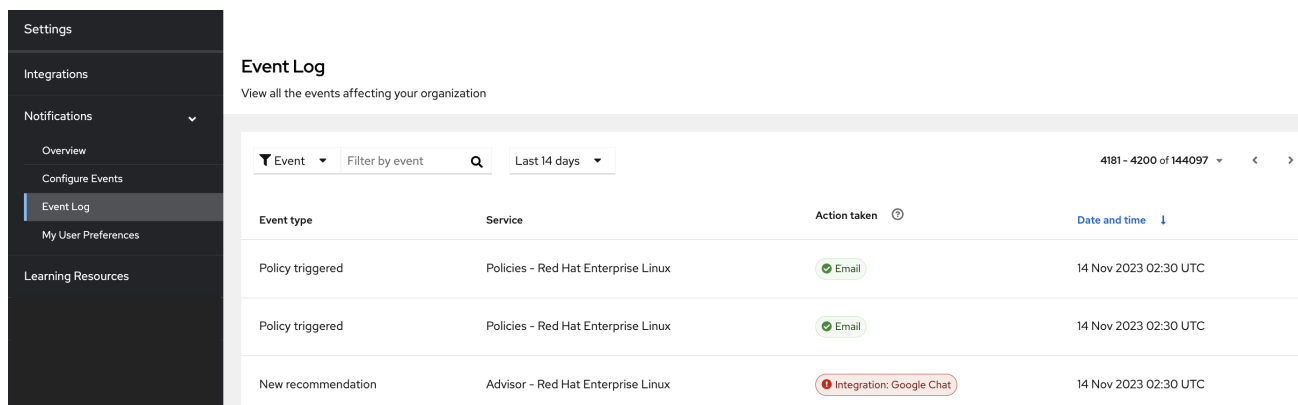 Settings
Integrations
Notifications
Overview
Configure Events
Event Log
My User Preferences
Learning Resources
Event Log
View all the events affecting your organization
Event Filter by event Last 14 days 4181 - 4200 of 144097
Event type Service Action taken Date and time
Policy triggered Policies - Red Hat Enterprise Linux Email 14 Nov 2023 02:30 UTC
Policy triggered Policies - Red Hat Enterprise Linux Email 14 Nov 2023 02:30 UTC
New recommendation Advisor - Red Hat Enterprise Linux Integration: Google Chat 14 Nov 2023 02:30 UTC